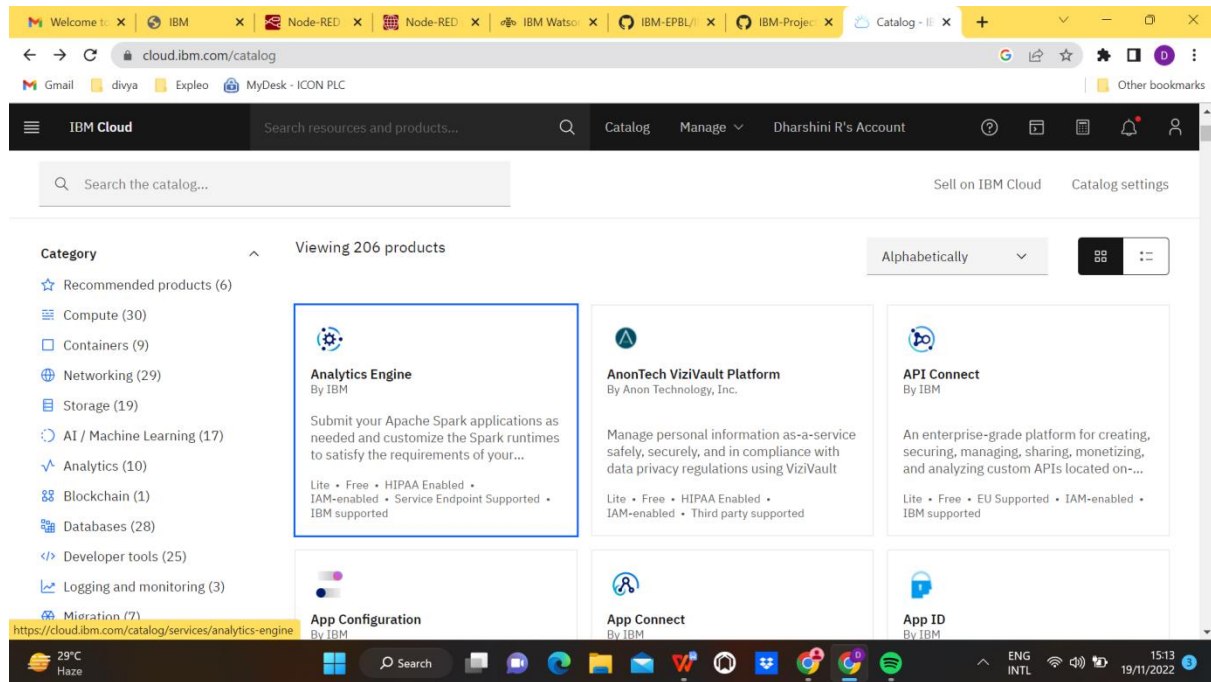 Welcome to
IBM
Node-RED
Node-RED
IBM Watson
IBM-EPBL/I
IBM-Projec
Catalog - IB
cloud.ibm.com/catalog
G
D
Gmail
divya
Expleo
MyDesk - ICON PLC
Other bookmarks
IBM Cloud
Search resources and products...
Catalog
Manage
Dharshini R's Account
Search the catalog...
Sell on IBM Cloud
Catalog settings
Category
Viewing 206 products
Alphabetically
Recommended products (6)
Compute (30)
Containers (9)
Networking (29)
Storage (19)
AI / Machine Learning (17)
Analytics (10)
Blockchain (1)
Databases (28)
Developer tools (25)
Logging and monitoring (3)
Migration (7)
Analytics Engine
By IBM
Submit your Apache Spark applications as
needed and customize the Spark runtimes
to satisfy the requirements of your...
Lite • Free • HIPAA Enabled •
IAM-enabled • Service Endpoint Supported •
IBM supported
AnonTech ViziVault Platform
By Anon Technology, Inc.
Manage personal information as-a-service
safely, securely, and in compliance with
data privacy regulations using ViziVault
Lite • Free • HIPAA Enabled •
IAM-enabled • Third party supported
API Connect
By IBM
An enterprise-grade platform for creating,
securing, managing, sharing, monetizing,
and analyzing custom APIs located on-...
Lite • Free • EU Supported • IAM-enabled •
IBM supported
App Configuration
By IBM
App Connect
By IBM
App ID
By IBM
https://cloud.ibm.com/catalog/services/analytics-engine
29°C
Haze
Search
ENG
INTL
15:13
19/11/2022
3